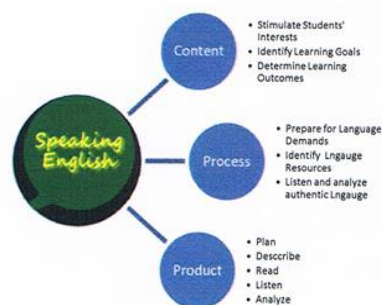 Content
• Stimulate Students'
Interests
• Identify Learning Goals
• Determine Learning
Outcomes
Speaking
English
Process
• Prepare for Language
Demands
• Identify Lngauge
Resources
• Listen and analyze
authentic Lngauge
Product
• Plan
• Desccribe
• Read
• Listen
• Analyze